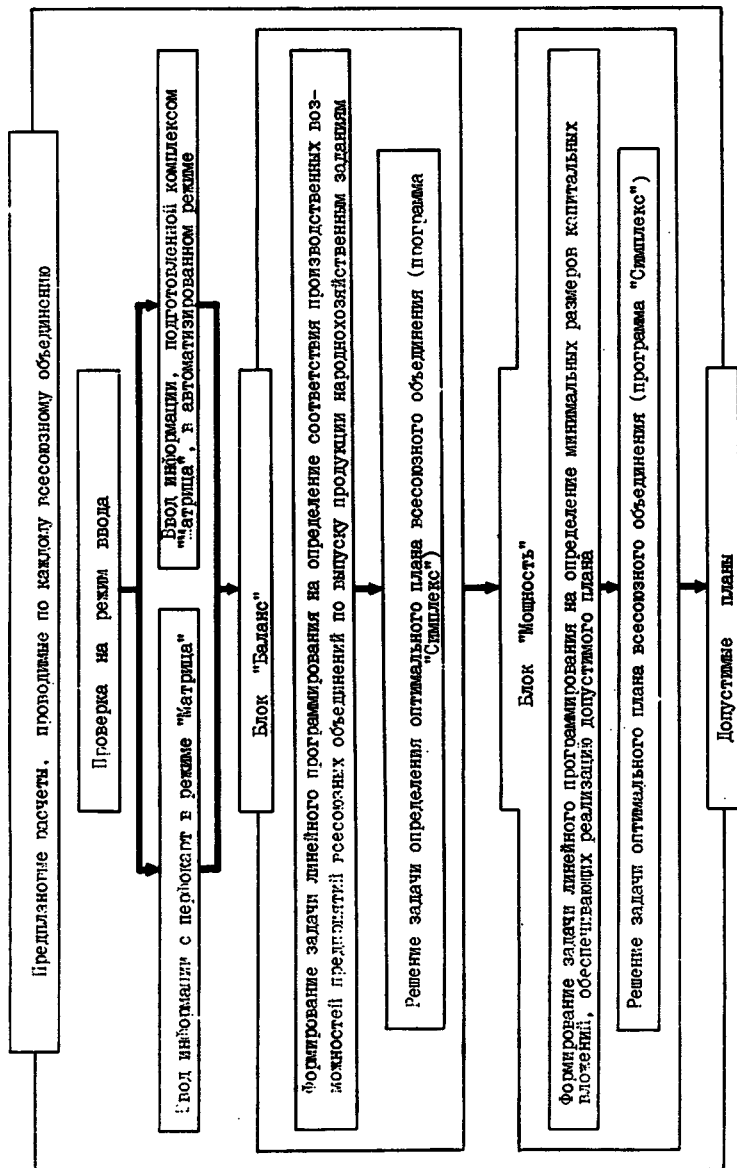 Предплановые расчеты, проводимые по каждому всесоюзному объединению
Проверка на режим ввода
Ввод информации с перфокарт в режиме "Матрица"
Ввод информации, подготовленной комплексом
"Матрица", в автоматизированном режиме
Блок "Баланс"
Формирование задачи линейного программирования на определение соответствия производственных воз-
можностей предприятий всесоюзных объединений по выпуску продукции народнохозяйственным заданиям
Решение задачи определения оптимального плана всесоюзного объединения (программа
"Симплекс")
Блок "Мощность"
Формирование задачи линейного программирования на определение минимальных размеров капитальных
вложений, обеспечивающих реализацию допустимого плана
Решение задачи оптимального плана всесоюзного объединения (программа "Симплекс")
Допустимые планы